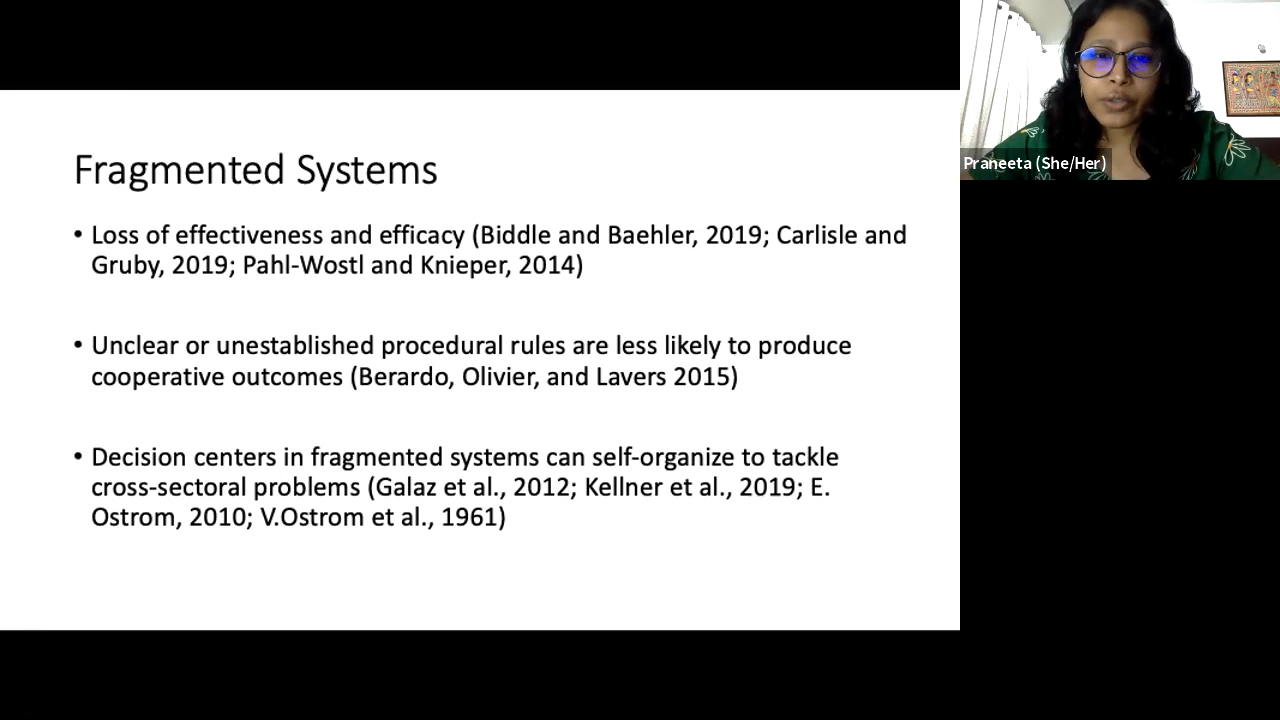 Fragmented Systems
• Loss of effectiveness and efficacy (Biddle and Baehler, 2019; Carlisle and
Gruby, 2019; Pahl-Wostl and Knieper, 2014)
• Unclear or unestablished procedural rules are less likely to produce
cooperative outcomes (Berardo, Olivier, and Lavers 2015)
• Decision centers in fragmented systems can self-organize to tackle
cross-sectoral problems (Galaz et al., 2012; Kellner et al., 2019; E.
Ostrom, 2010; V.Ostrom et al., 1961)
Praneeta (She/Her)